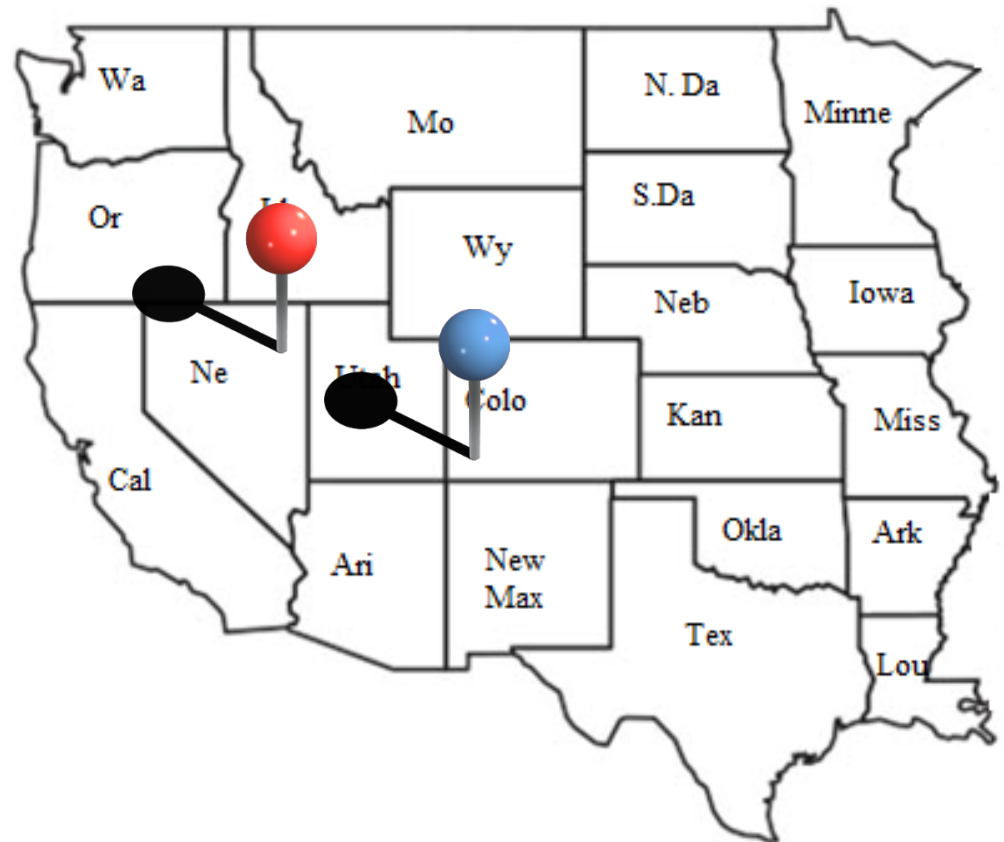 Wa
Mo
N. Da
Minne
Or
S.Da
Wy
Neb
Iowa
Ne
Utah
Colo
Kan
Miss
Cal
Ari
New
Max
Okla
Ark
Tex
Lou